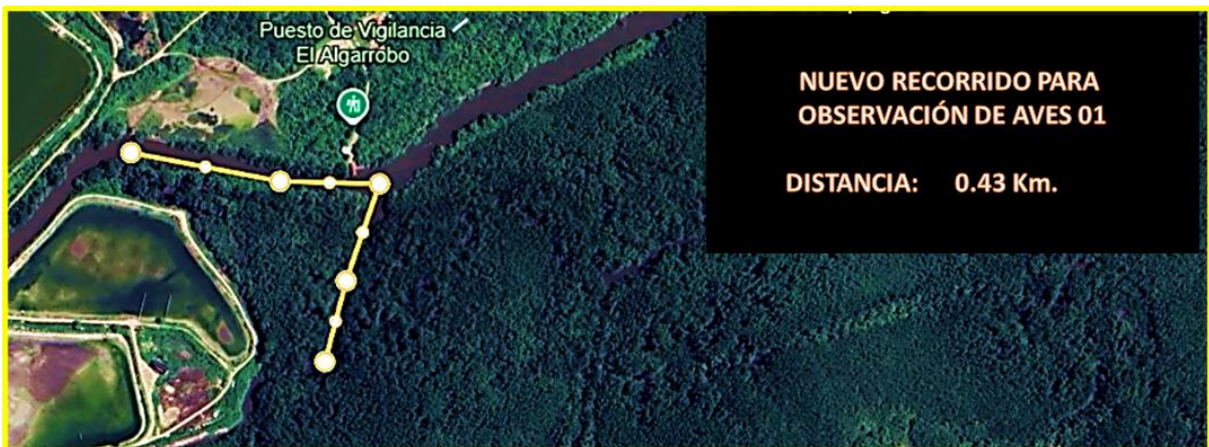 Puesto de Vigilancia
El Algarrobo
NUEVO RECORRIDO PARA
OBSERVACIÓN DE AVES 01
DISTANCIA: 0.43 Km.